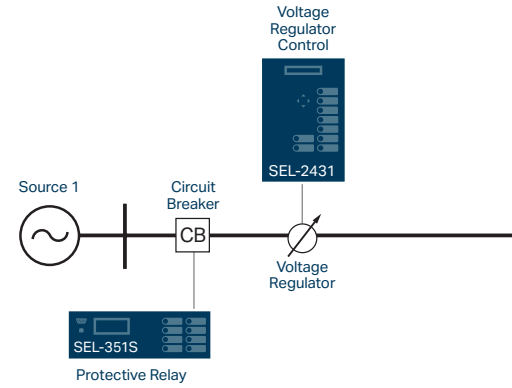 Voltage
Regulator
Control
SEL-2431
Source 1
Circuit
Breaker
CB
Voltage
Regulator
SEL-351S
Protective Relay